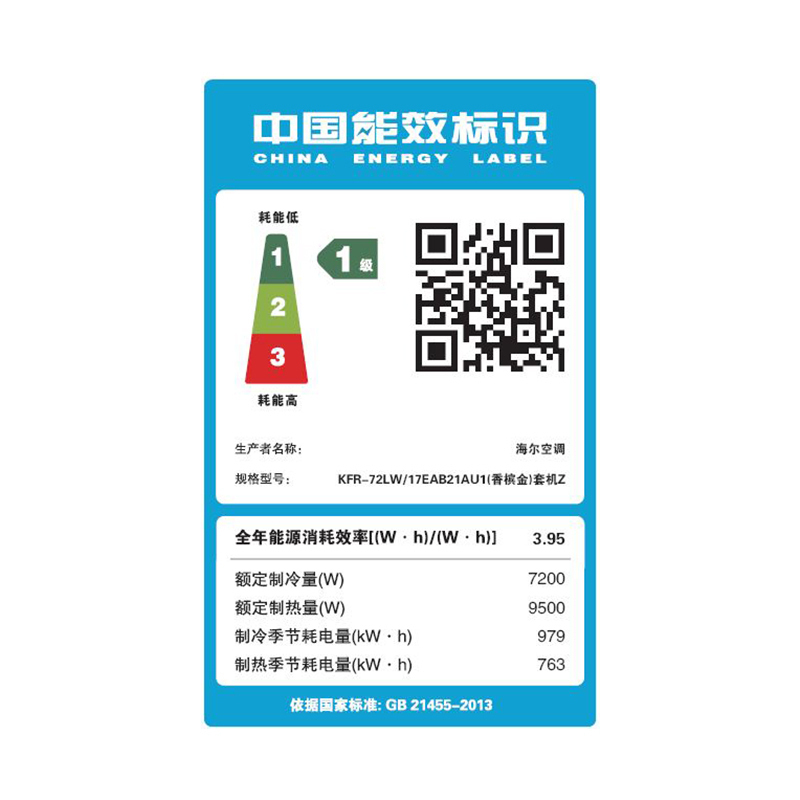 中国能效标识
CHINA ENERGY LABEL
耗能低
1
1级
2
3
耗能高
生产者名称: 海尔空调
规格型号: KFR-72LW/17EAB21AU1(香槟金)套机Z
全年能源消耗效率[(W·h)/(W·h)] 3.95
额定制冷量(W) 7200
额定制热量(W) 9500
制冷季节耗电量(kW·h) 979
制热季节耗电量(kW·h) 763
依据国家标准: GB 21455-2013